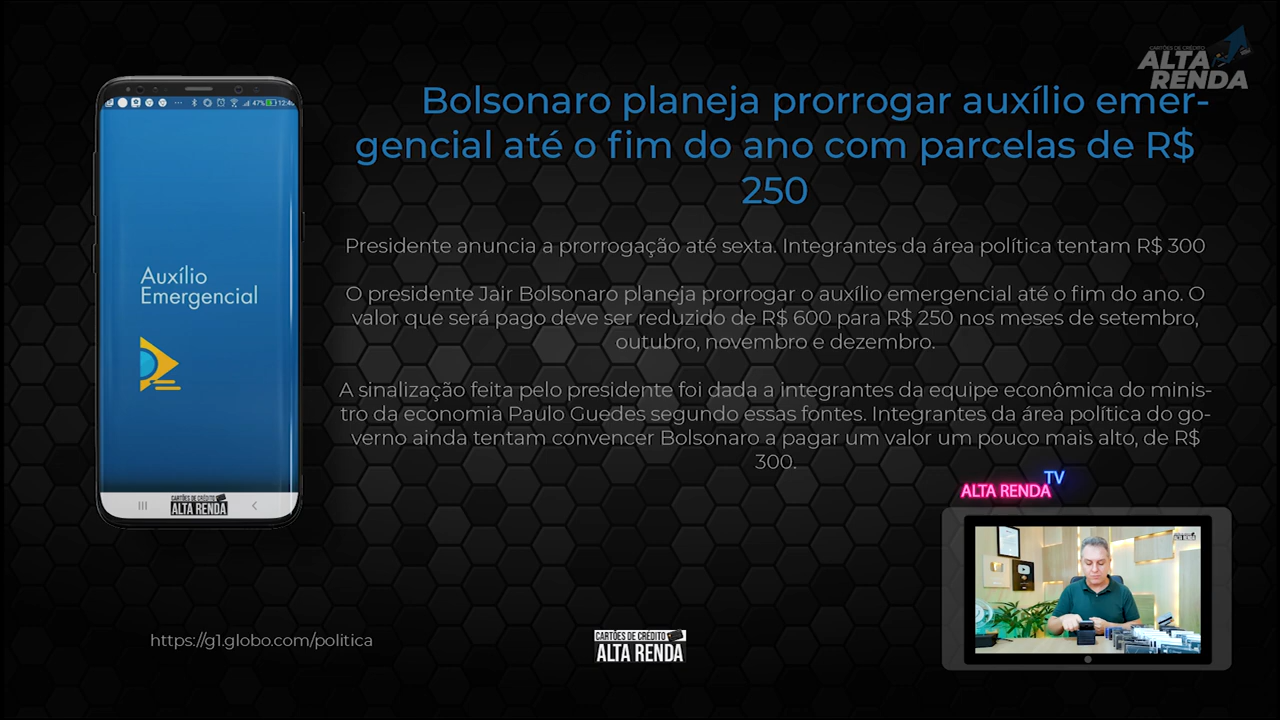 CARTÕES DE CRÉDITO
ALTA
RENDA
47% 12:4
Auxílio
Emergencial
CARTÕES DE CRÉDITO
ALTA RENDA
Bolsonaro planeja prorrogar auxílio emer-
gencial até o fim do ano com parcelas de R$
250
Presidente anuncia a prorrogação até sexta. Integrantes da área política tentam R$ 300
O presidente Jair Bolsonaro planeja prorrogar o auxílio emergencial até o fim do ano. O
valor que será pago deve ser reduzido de R$ 600 para R$ 250 nos meses de setembro,
outubro, novembro e dezembro.
A sinalização feita pelo presidente foi dada a integrantes da equipe econômica do minis-
tro da economia Paulo Guedes segundo essas fontes. Integrantes da área política do go-
verno ainda tentam convencer Bolsonaro a pagar um valor um pouco mais alto, de R$
300.
ALTA RENDA TV
ALTA RENDA
https://g1.globo.com/politica
CARTÕES DE CRÉDITO
ALTA RENDA